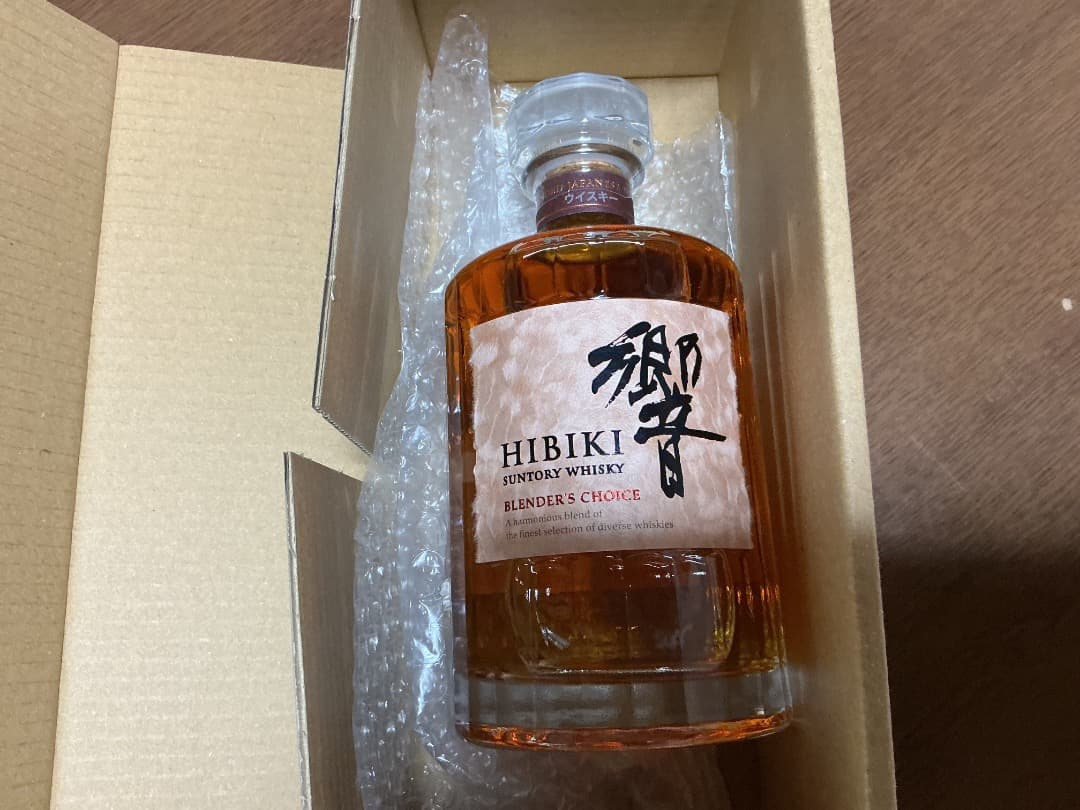 JAPANESE
ウイスキー
響
HIBIKI
SUNTORY WHISKY
BLENDER'S CHOICE
A harmonious blend of
the finest selection of diverse whiskies